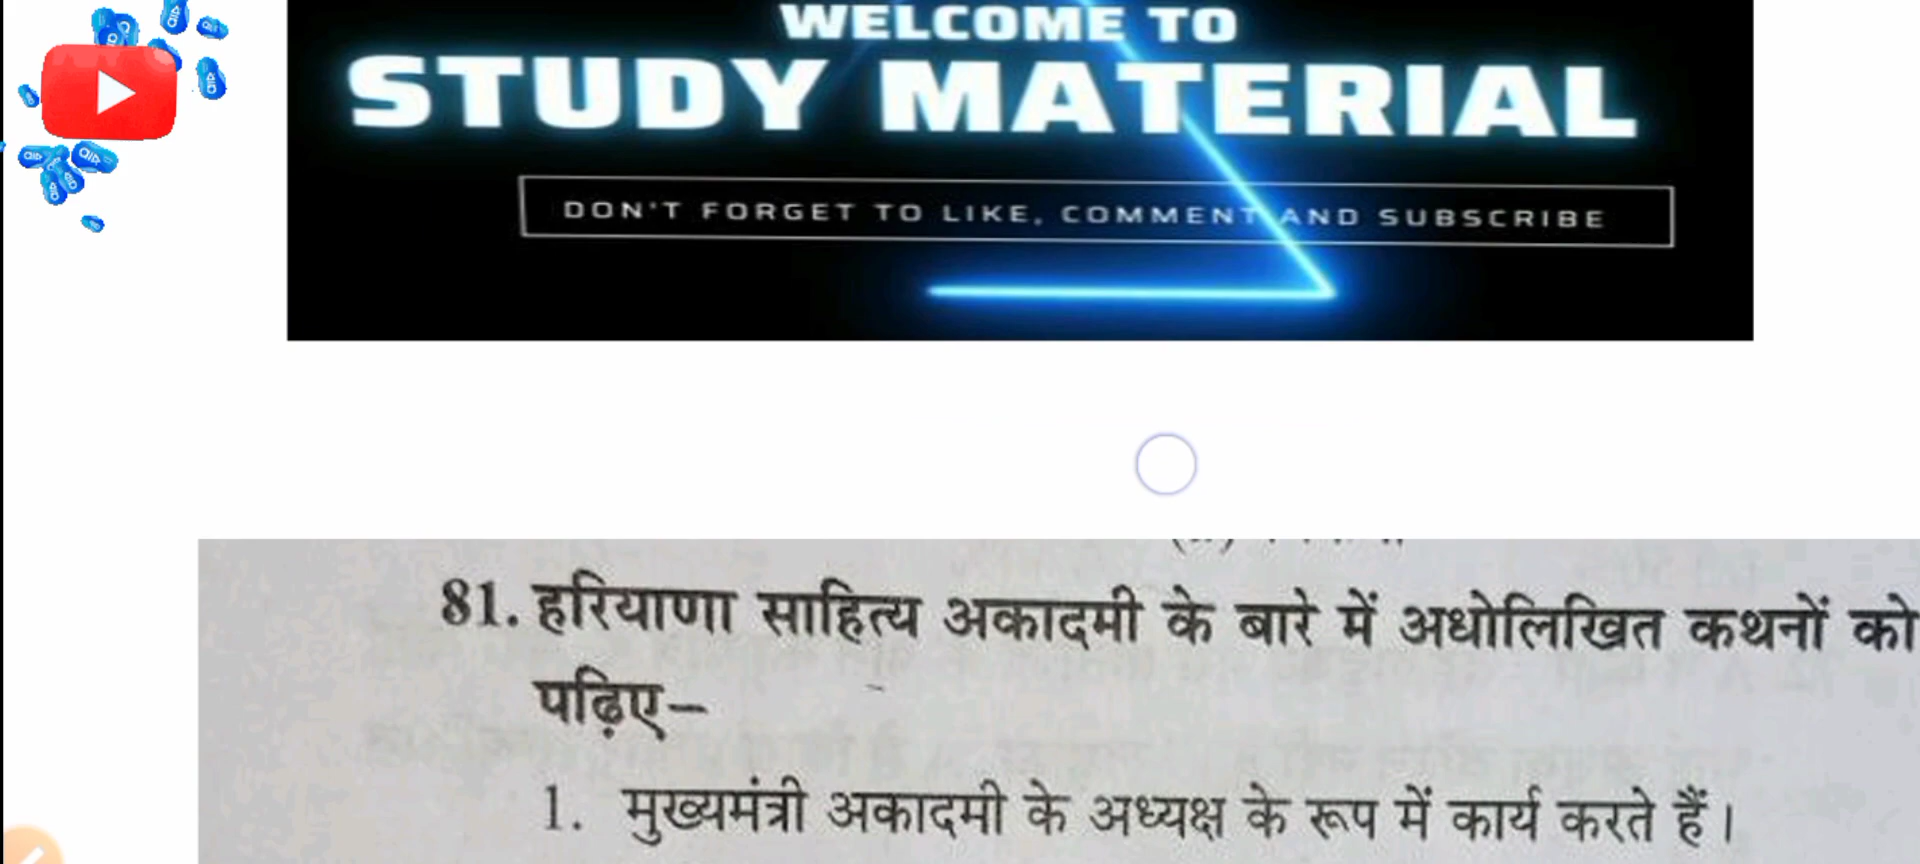 WELCOME TO
STUDY MATERIAL
DON'T FORGET TO LIKE, COMMENT AND SUBSCRIBE
81. हरियाणा साहित्य अकादमी के बारे में अधोलिखित कथनों को
पढ़िए–
1. मुख्यमंत्री अकादमी के अध्यक्ष के रूप में कार्य करते हैं।